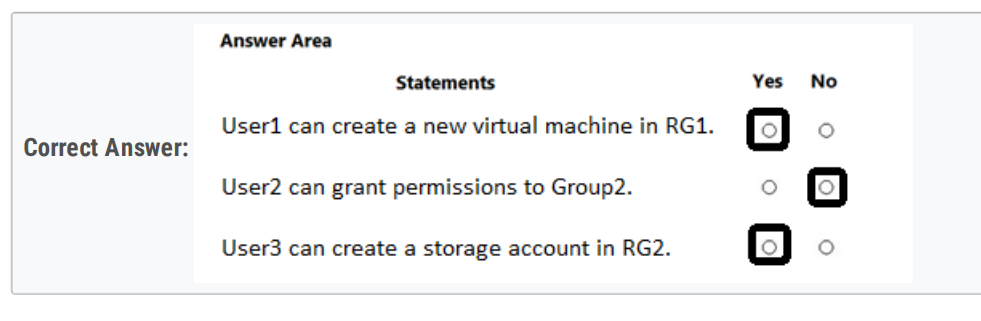 Answer Area
Statements Yes No
User1 can create a new virtual machine in RG1.
Correct Answer:
User2 can grant permissions to Group2.
User3 can create a storage account in RG2.